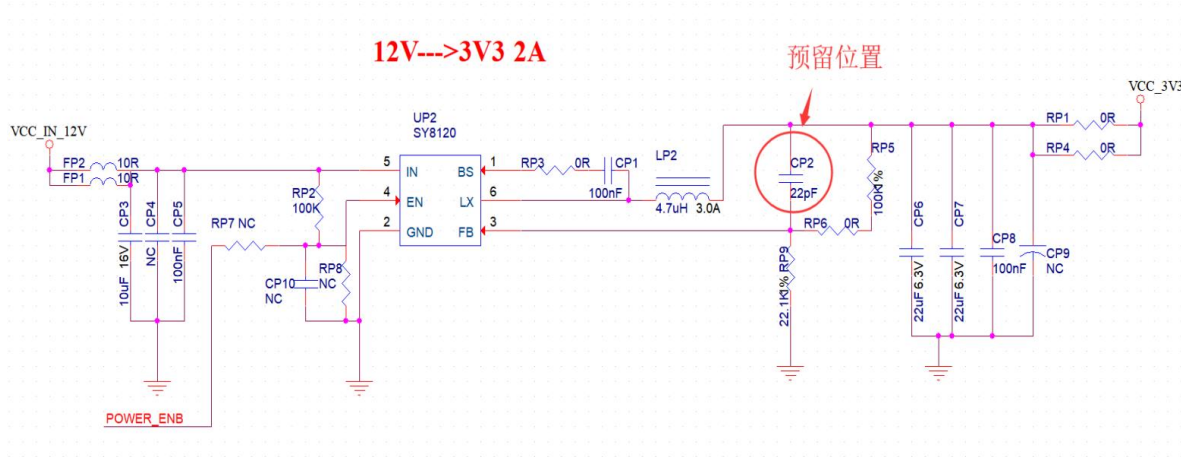 12V--->3V3 2A
预留位置
VCC_3V3
UP2
SY8120
RP1 0R
VCC_IN_12V
FP2 10R
FP1 10R
5 IN BS 1
RP3 0R CP1
100nF
LP2
4.7uH 3.0A
CP2
22pF
RP5
100K1%
RP4 0R
RP2
100K
4 EN LX 6
CP3
10uF 16V
CP4
NC
CP5
100nF
RP7 NC
2 GND FB 3
RP6 0R
CP10
NC
RP8
NC
RP9
22.1K1%
CP6
22uF 6.3V
CP7
22uF 6.3V
CP8
100nF
CP9
NC
POWER_ENB